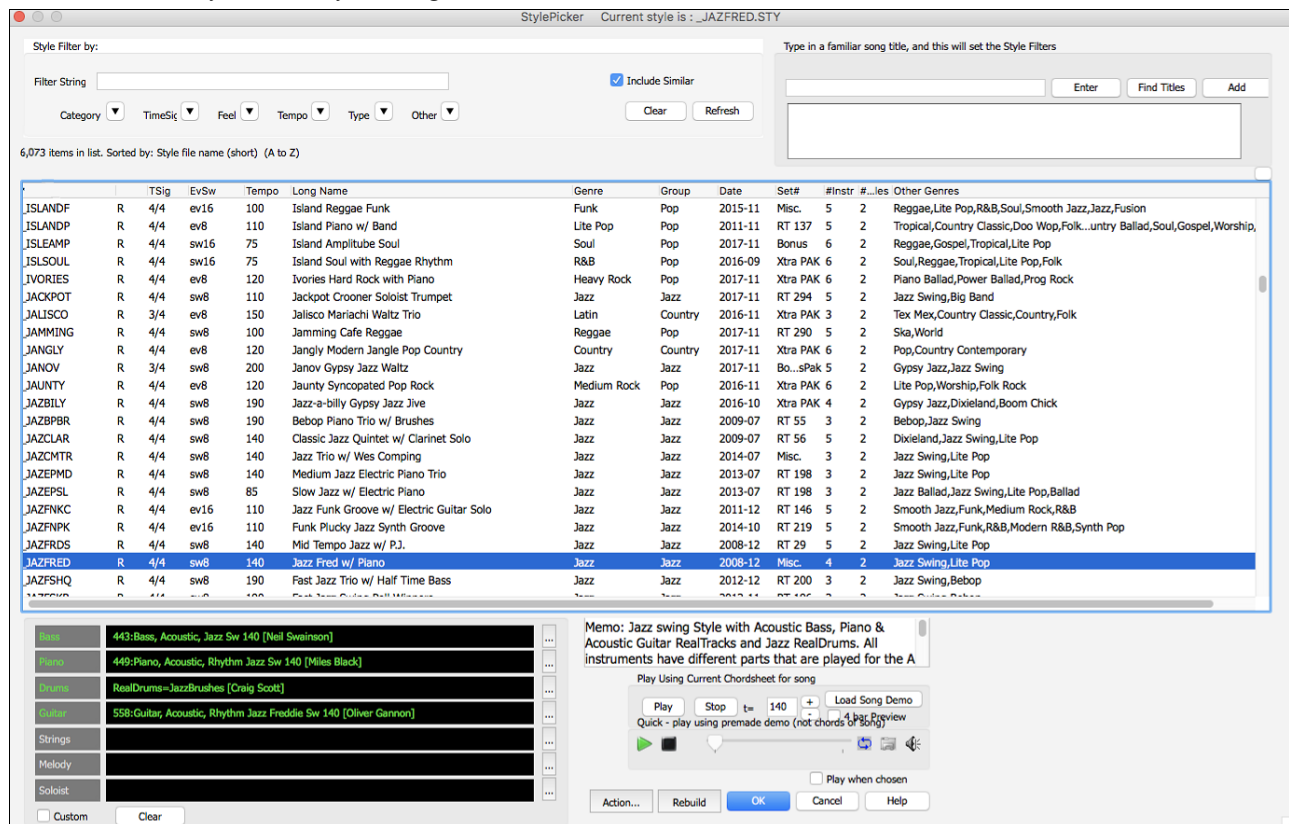 StylePicker Current style is : _JAZFRED.STY
Style Filter by:
Type in a familiar song title, and this will set the Style Filters
Filter String
Include Similar
Enter Find Titles Add
Category TimeSig Feel Tempo Type Other Clear Refresh
6,073 items in list. Sorted by: Style file name (short) (A to Z)
TSig EvSw Tempo Long Name Genre Group Date Set# #Instr #...les Other Genres
_ISLANDF R 4/4 ev16 100 Island Reggae Funk Funk Pop 2015-11 Misc. 5 2 Reggae,Lite Pop,R&B,Soul,Smooth Jazz,Jazz,Fusion
_ISLANDP R 4/4 ev8 110 Island Piano w/ Band Lite Pop Pop 2011-11 RT 137 5 2 Tropical,Country Classic,Doo Wop,Folk...untry Ballad,Soul,Gospel,Worship,
_ISLEAMP R 4/4 sw16 75 Island Amplitube Soul Soul Pop 2017-11 Bonus 6 2 Reggae,Gospel,Tropical,Lite Pop
_ISLSOUL R 4/4 sw16 75 Island Soul with Reggae Rhythm R&B Pop 2016-09 Xtra PAK 6 2 Soul,Reggae,Tropical,Lite Pop,Folk
_IVORIES R 4/4 ev8 120 Ivories Hard Rock with Piano Heavy Rock Pop 2017-11 Xtra PAK 6 2 Piano Ballad,Power Ballad,Prog Rock
_JACKPOT R 4/4 sw8 110 Jackpot Crooner Soloist Trumpet Jazz Jazz 2017-11 RT 294 5 2 Jazz Swing,Big Band
_JALISCO R 3/4 ev8 150 Jalisco Mariachi Waltz Trio Latin Country 2016-11 Xtra PAK 3 2 Tex Mex,Country Classic,Country,Folk
_JAMMING R 4/4 sw8 100 Jamming Cafe Reggae Reggae Pop 2017-11 RT 290 5 2 Ska,World
_JANGLY R 4/4 ev8 120 Jangly Modern Jangle Pop Country Country Country 2017-11 Xtra PAK 6 2 Pop,Country Contemporary
_JANOV R 3/4 sw8 200 Janov Gypsy Jazz Waltz Jazz Jazz 2017-11 Bo...sPak 5 2 Gypsy Jazz,Jazz Swing
_JAUNTY R 4/4 ev8 120 Jaunty Syncopated Pop Rock Medium Rock Pop 2016-11 Xtra PAK 6 2 Lite Pop,Worship,Folk Rock
_JAZBILY R 4/4 sw8 190 Jazz-a-billy Gypsy Jazz Jive Jazz Jazz 2016-10 Xtra PAK 4 2 Gypsy Jazz,Dixieland,Boom Chick
_JAZBPBR R 4/4 sw8 190 Bebop Piano Trio w/ Brushes Jazz Jazz 2009-07 RT 55 3 2 Bebop,Jazz Swing
_JAZCLAR R 4/4 sw8 140 Classic Jazz Quintet w/ Clarinet Solo Jazz Jazz 2009-07 RT 56 5 2 Dixieland,Jazz Swing,Lite Pop
_JAZCMTR R 4/4 sw8 140 Jazz Trio w/ Wes Comping Jazz Jazz 2014-07 Misc. 3 2 Jazz Swing,Lite Pop
_JAZEPMD R 4/4 sw8 140 Medium Jazz Electric Piano Trio Jazz Jazz 2013-07 RT 198 3 2 Jazz Swing,Lite Pop
_JAZEPSL R 4/4 sw8 85 Slow Jazz w/ Electric Piano Jazz Jazz 2013-07 RT 198 3 2 Jazz Ballad,Jazz Swing,Lite Pop,Ballad
_JAZFNKC R 4/4 ev16 110 Jazz Funk Groove w/ Electric Guitar Solo Jazz Jazz 2011-12 RT 146 5 2 Smooth Jazz,Funk,Medium Rock,R&B
_JAZFNPK R 4/4 ev16 110 Funk Plucky Jazz Synth Groove Jazz Jazz 2014-10 RT 219 5 2 Smooth Jazz,Funk,R&B,Modern R&B,Synth Pop
_JAZFRDS R 4/4 sw8 140 Mid Tempo Jazz w/ P.J. Jazz Jazz 2008-12 RT 29 5 2 Jazz Swing,Lite Pop
_JAZFRED R 4/4 sw8 140 Jazz Fred w/ Piano Jazz Jazz 2008-12 Misc. 4 2 Jazz Swing,Lite Pop
_JAZFSHQ R 4/4 sw8 190 Fast Jazz Trio w/ Half Time Bass Jazz Jazz 2012-12 RT 200 3 2 Jazz Swing,Bebop
Bass 443:Bass, Acoustic, Jazz Sw 140 [Neil Swainson] ...
Piano 449:Piano, Acoustic, Rhythm Jazz Sw 140 [Miles Black] ...
Drums RealDrums=JazzBrushes [Craig Scott] ...
Guitar 558:Guitar, Acoustic, Rhythm Jazz Freddie Sw 140 [Oliver Gannon] ...
Strings ...
Melody ...
Soloist ...
Custom Clear
Memo: Jazz swing Style with Acoustic Bass, Piano &
Acoustic Guitar RealTracks and Jazz RealDrums. All
instruments have different parts that are played for the A
Play Using Current Chordsheet for song
Play Stop t= 140 + - Load Song Demo
4 bar Preview
Quick - play using premade demo (not chords of song)
Play when chosen
Action... Rebuild OK Cancel Help